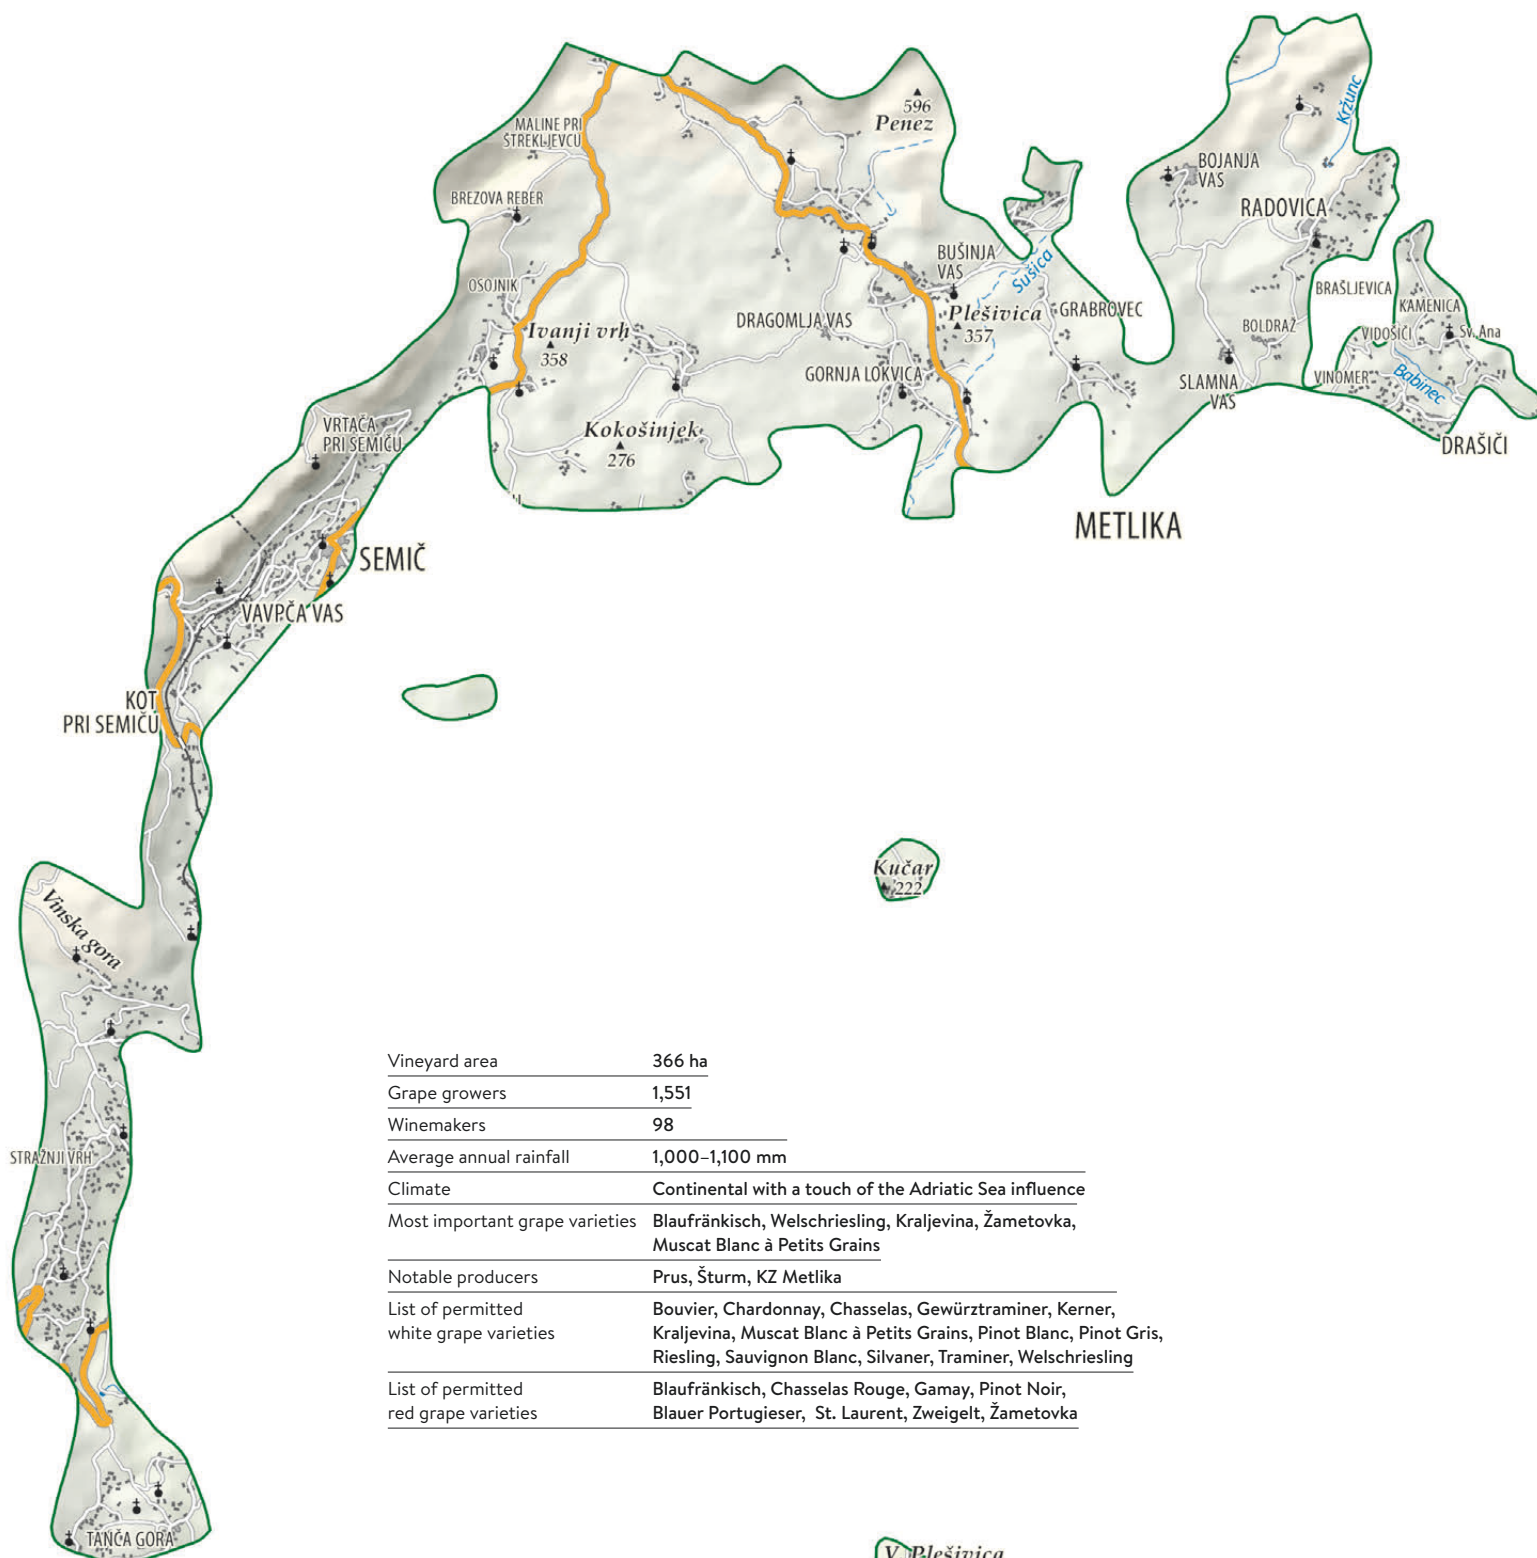 596
Penez
Kržunc
MALINE PRI
ŠTREKLJEVCU
BOJANJA
VAS
BREZOVA REBER
RADOVICA
BUŠINJA
VAS
Sušica
OSOJNIK
BRAŠLJEVICA
KAMENICA
Plešivica
357
GRABROVEC
DRAGOMLJA VAS
Ivanji vrh
358
BOLDRAŽ
VIDOŠIČI
Sv. Ana
GORNJA LOKVICA
SLAMNA
VAS
VINOMER
Babinec
VRTAČA
PRI SEMIČU
Kokošinjek
276
DRAŠIČI
METLIKA
SEMIČ
VAVPČA VAS
KOT
PRI SEMIČU
Kučar
222
Vinska gora
Vineyard area 366 ha
Grape growers 1,551
Winemakers 98
Average annual rainfall 1,000–1,100 mm
STRAŽNJI VRH
Climate Continental with a touch of the Adriatic Sea influence
Most important grape varieties Blaufränkisch, Welschriesling, Kraljevina, Žametovka,
Muscat Blanc à Petits Grains
Notable producers Prus, Šturm, KZ Metlika
List of permitted Bouvier, Chardonnay, Chasselas, Gewürztraminer, Kerner,
white grape varieties Kraljevina, Muscat Blanc à Petits Grains, Pinot Blanc, Pinot Gris,
Riesling, Sauvignon Blanc, Silvaner, Traminer, Welschriesling
List of permitted Blaufränkisch, Chasselas Rouge, Gamay, Pinot Noir,
red grape varieties Blauer Portugieser, St. Laurent, Zweigelt, Žametovka
TANČA GORA
V. Plešivica